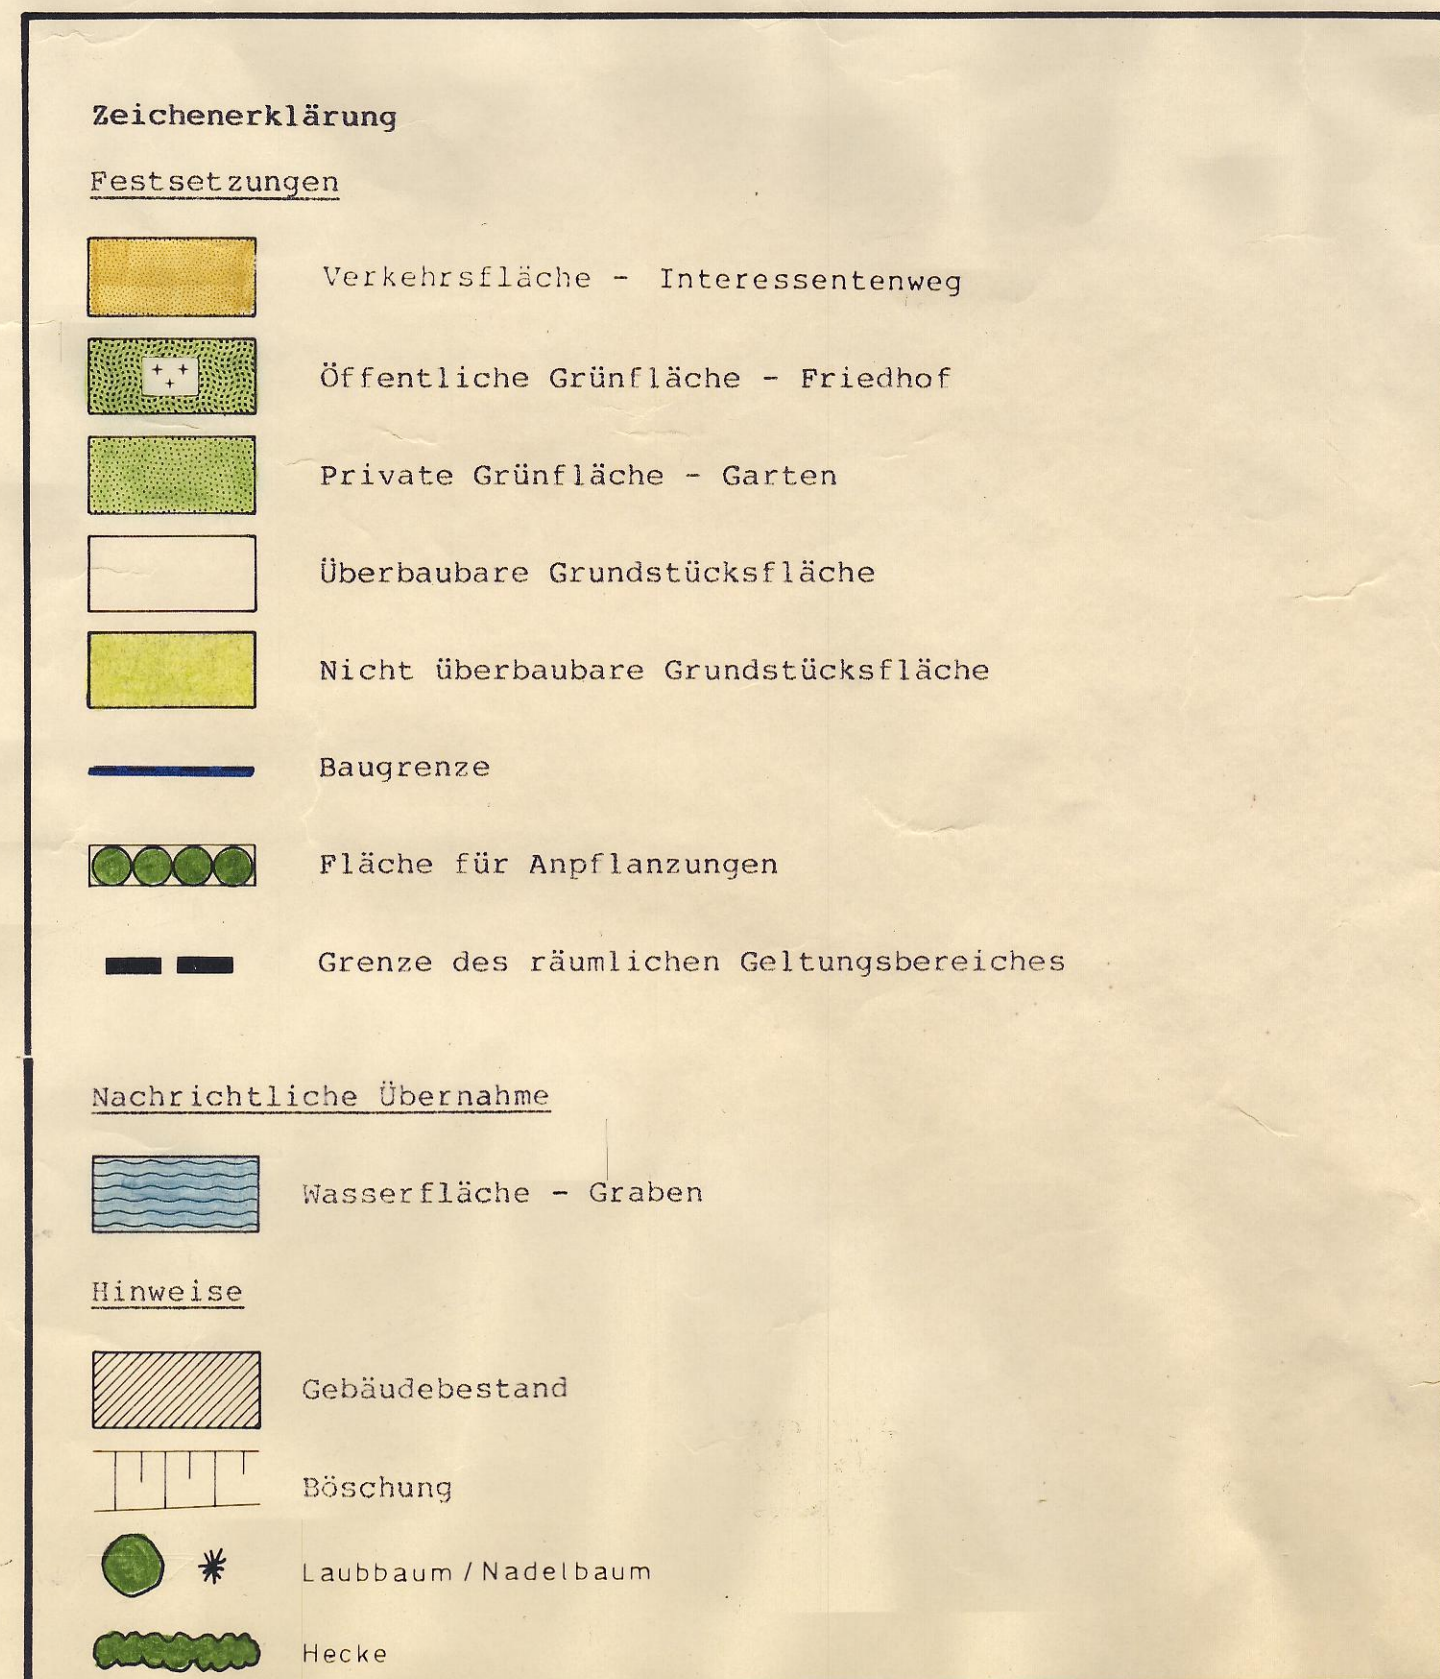 Zeichenerklärung
Festsetzungen
Verkehrsfläche - Interessentenweg
Öffentliche Grünfläche - Friedhof
Private Grünfläche - Garten
Überbaubare Grundstücksfläche
Nicht überbaubare Grundstücksfläche
Baugrenze
Fläche für Anpflanzungen
Grenze des räumlichen Geltungsbereiches
Nachrichtliche Übernahme
Wasserfläche - Graben
Hinweise
Gebäudebestand
Böschung
Laubbaum / Nadelbaum
Hecke